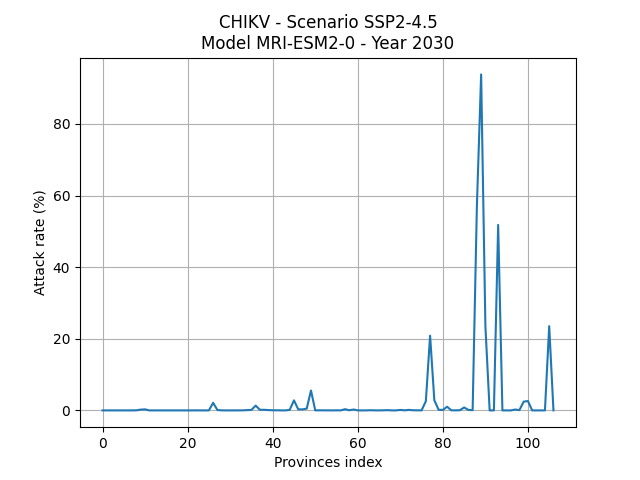 CHIKV - Scenario SSP2-4.5
Model MRI-ESM2-0 - Year 2030
Attack rate (%)
80
60
40
20
0
0 20 40 60 80 100
Provinces index